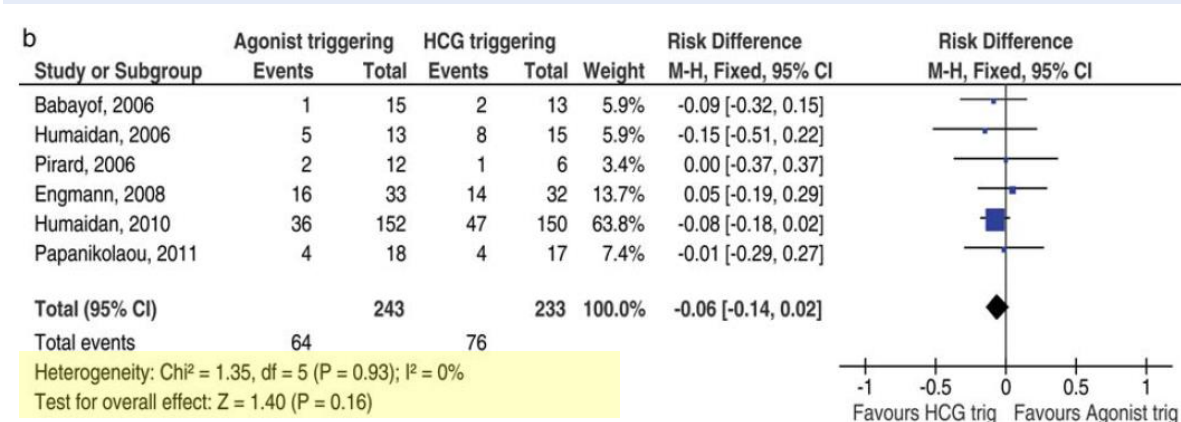 b
Agonist triggering HCG triggering Risk Difference Risk Difference
Study or Subgroup Events Total Events Total Weight M-H, Fixed, 95% CI M-H, Fixed, 95% CI
Babayof, 2006 1 15 2 13 5.9% -0.09 [-0.32, 0.15]
Humaidan, 2006 5 13 8 15 5.9% -0.15 [-0.51, 0.22]
Pirard, 2006 2 12 1 6 3.4% 0.00 [-0.37, 0.37]
Engmann, 2008 16 33 14 32 13.7% 0.05 [-0.19, 0.29]
Humaidan, 2010 36 152 47 150 63.8% -0.08 [-0.18, 0.02]
Papanikolaou, 2011 4 18 4 17 7.4% -0.01 [-0.29, 0.27]
Total (95% CI) 243 233 100.0% -0.06 [-0.14, 0.02]
Total events 64 76
Heterogeneity: Chi² = 1.35, df = 5 (P = 0.93); I² = 0%
Test for overall effect: Z = 1.40 (P = 0.16)
-1 -0.5 0 0.5 1
Favours HCG trig Favours Agonist trig